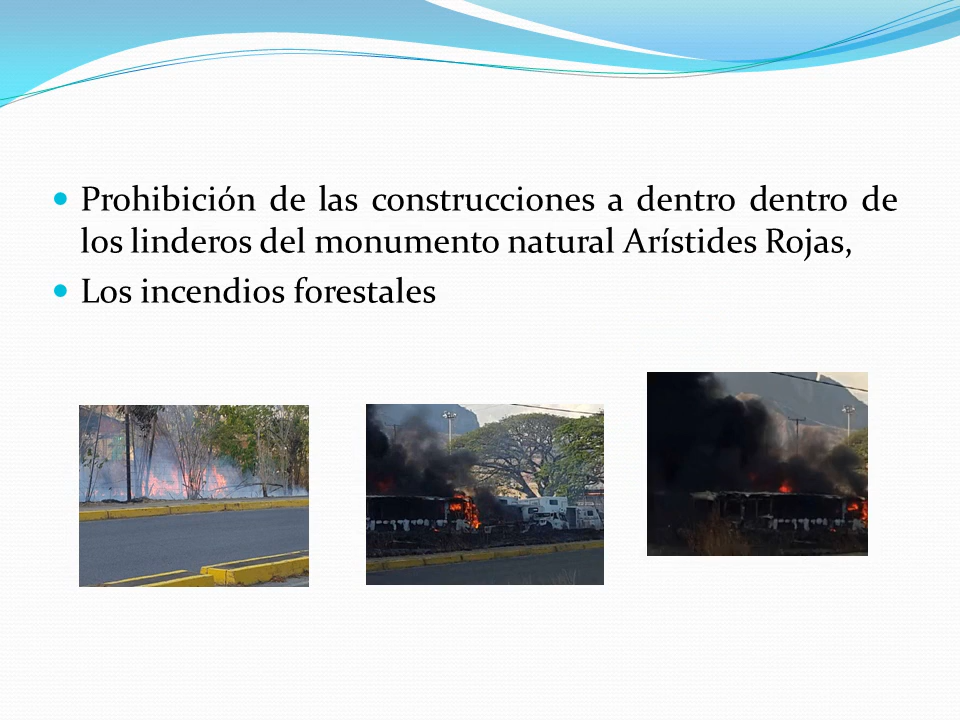 Prohibición de las construcciones a dentro dentro de
los linderos del monumento natural Arístides Rojas,
Los incendios forestales